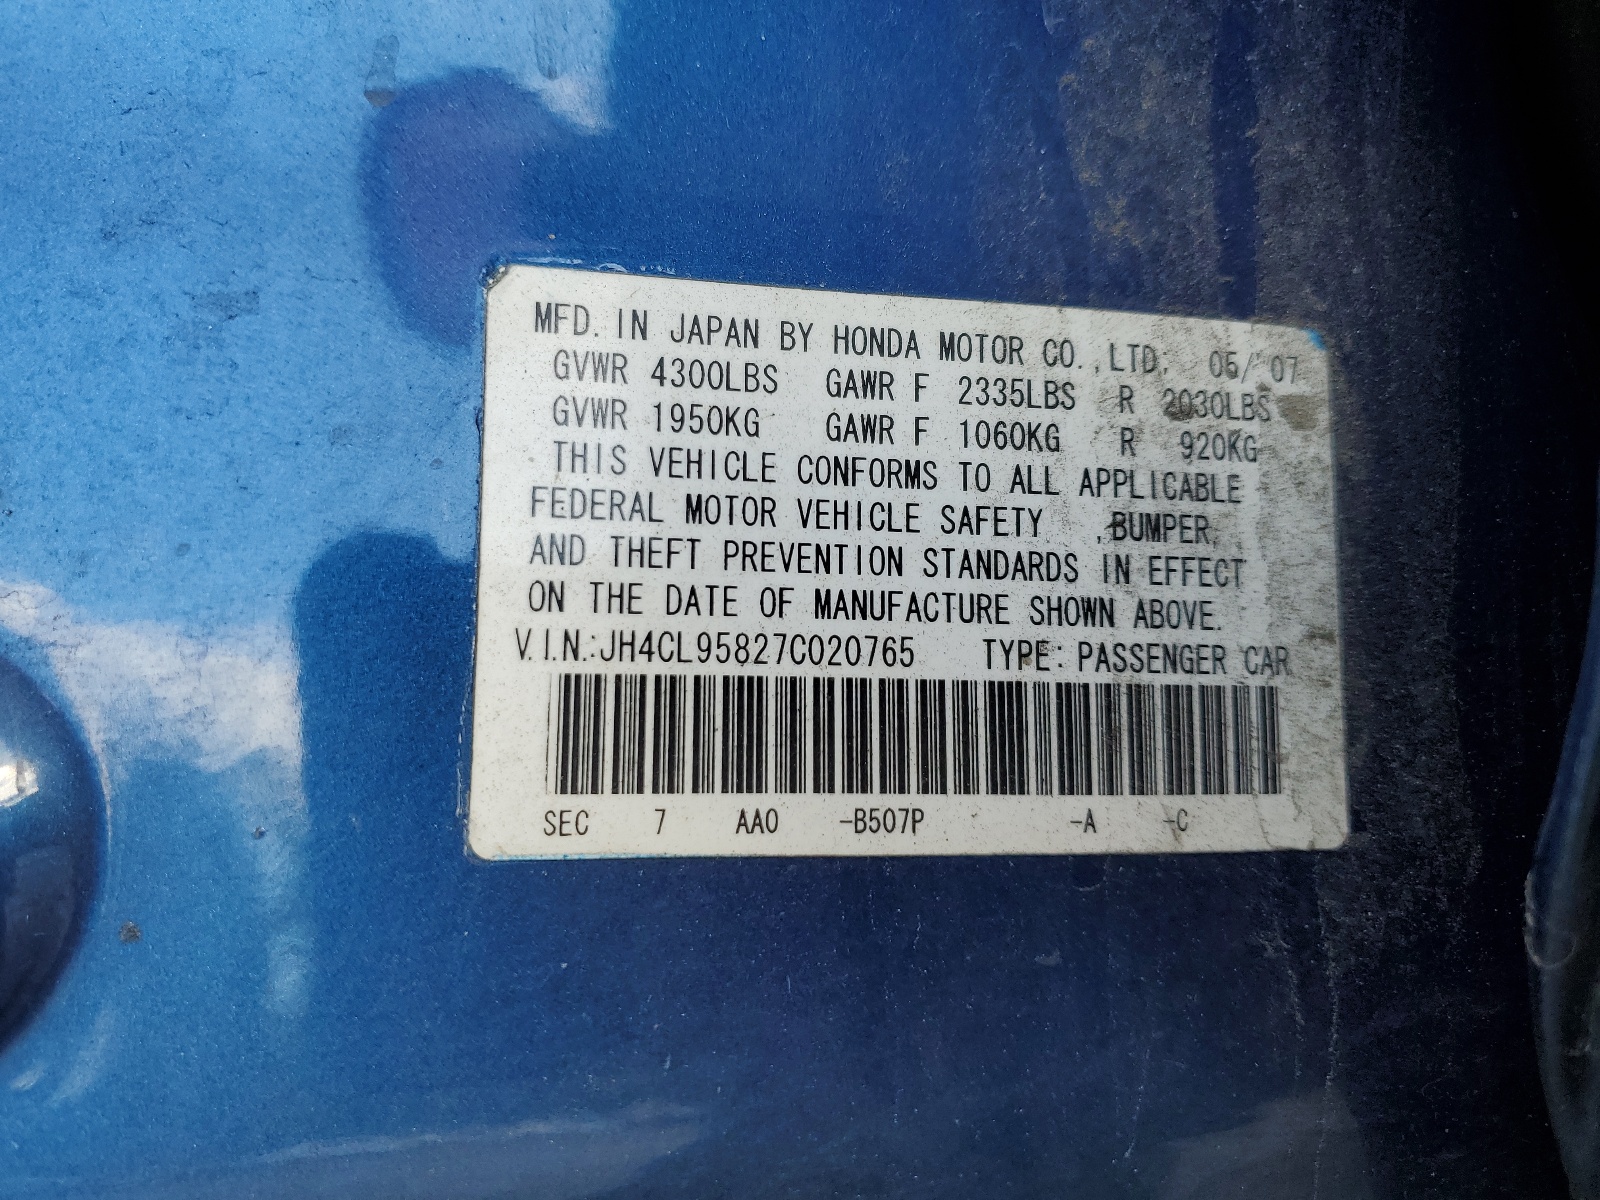 MFD. IN JAPAN BY HONDA MOTOR CO.,LTD. 05/ 07
GVWR 4300LBS GAWR F 2335LBS R 2030LBS
GVWR 1950KG GAWR F 1060KG R 920KG
THIS VEHICLE CONFORMS TO ALL APPLICABLE
FEDERAL MOTOR VEHICLE SAFETY ,BUMPER,
AND THEFT PREVENTION STANDARDS IN EFFECT
ON THE DATE OF MANUFACTURE SHOWN ABOVE.
V.I.N.:JH4CL95827C020765 TYPE: PASSENGER CAR
SEC 7 AA0 -B507P -A -C